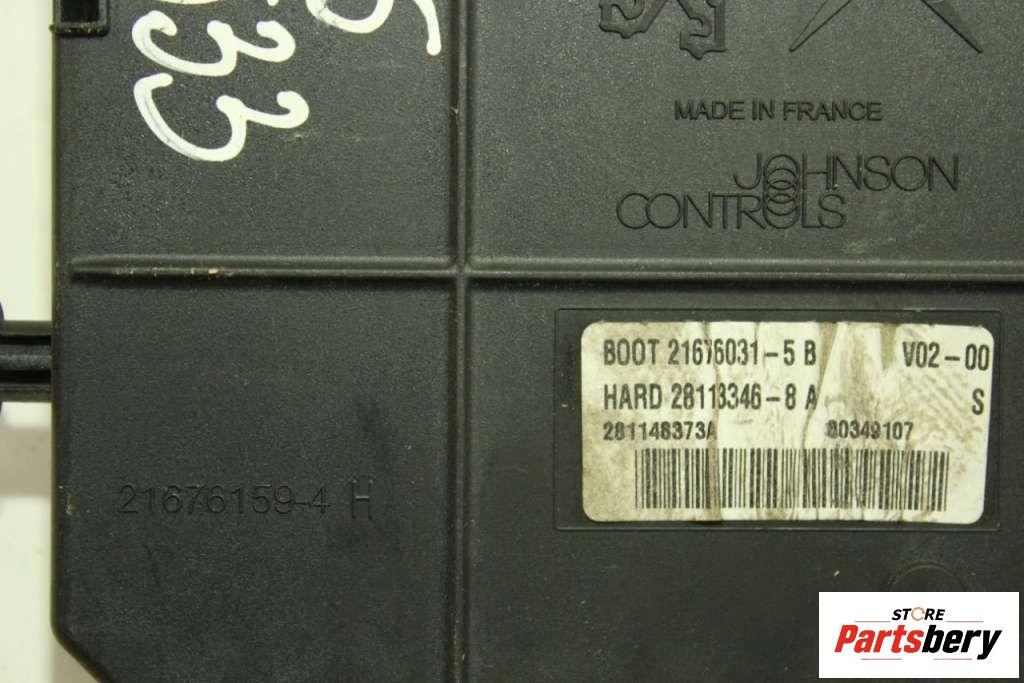 533
MADE IN FRANCE
JOHNSON
CONTROLS
BOOT 21676031-5 B V02-00
HARD 28113346-8 A S
281148373A 80349107
21676159-4 H
STORE
Partsbery